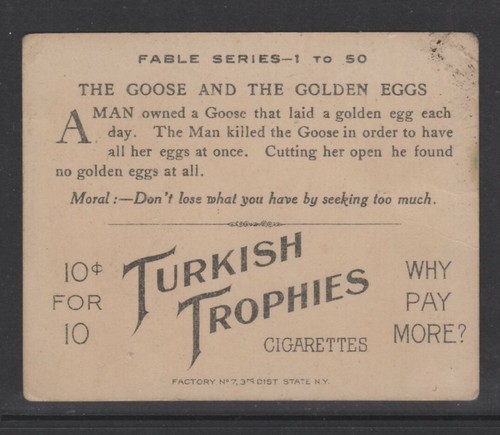 FABLE SERIES—1 TO 50
THE GOOSE AND THE GOLDEN EGGS
A MAN owned a Goose that laid a golden egg each
day. The Man killed the Goose in order to have
all her eggs at once. Cutting her open he found
no golden eggs at all.
Moral:—Don't lose what you have by seeking too much.
10¢
FOR
10
TURKISH
TROPHIES
CIGARETTES
WHY
PAY
MORE?
FACTORY Nº 7, 3RD DIST. STATE N.Y.